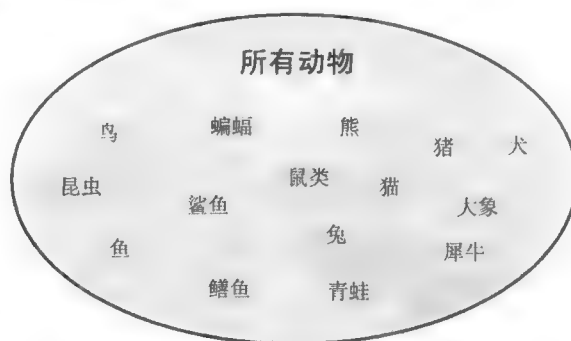 所有动物
鸟 蝙蝠 熊
猪 犬
昆虫 鲨鱼 鼠类 猫 大象
鱼 兔 犀牛
鳝鱼 青蛙